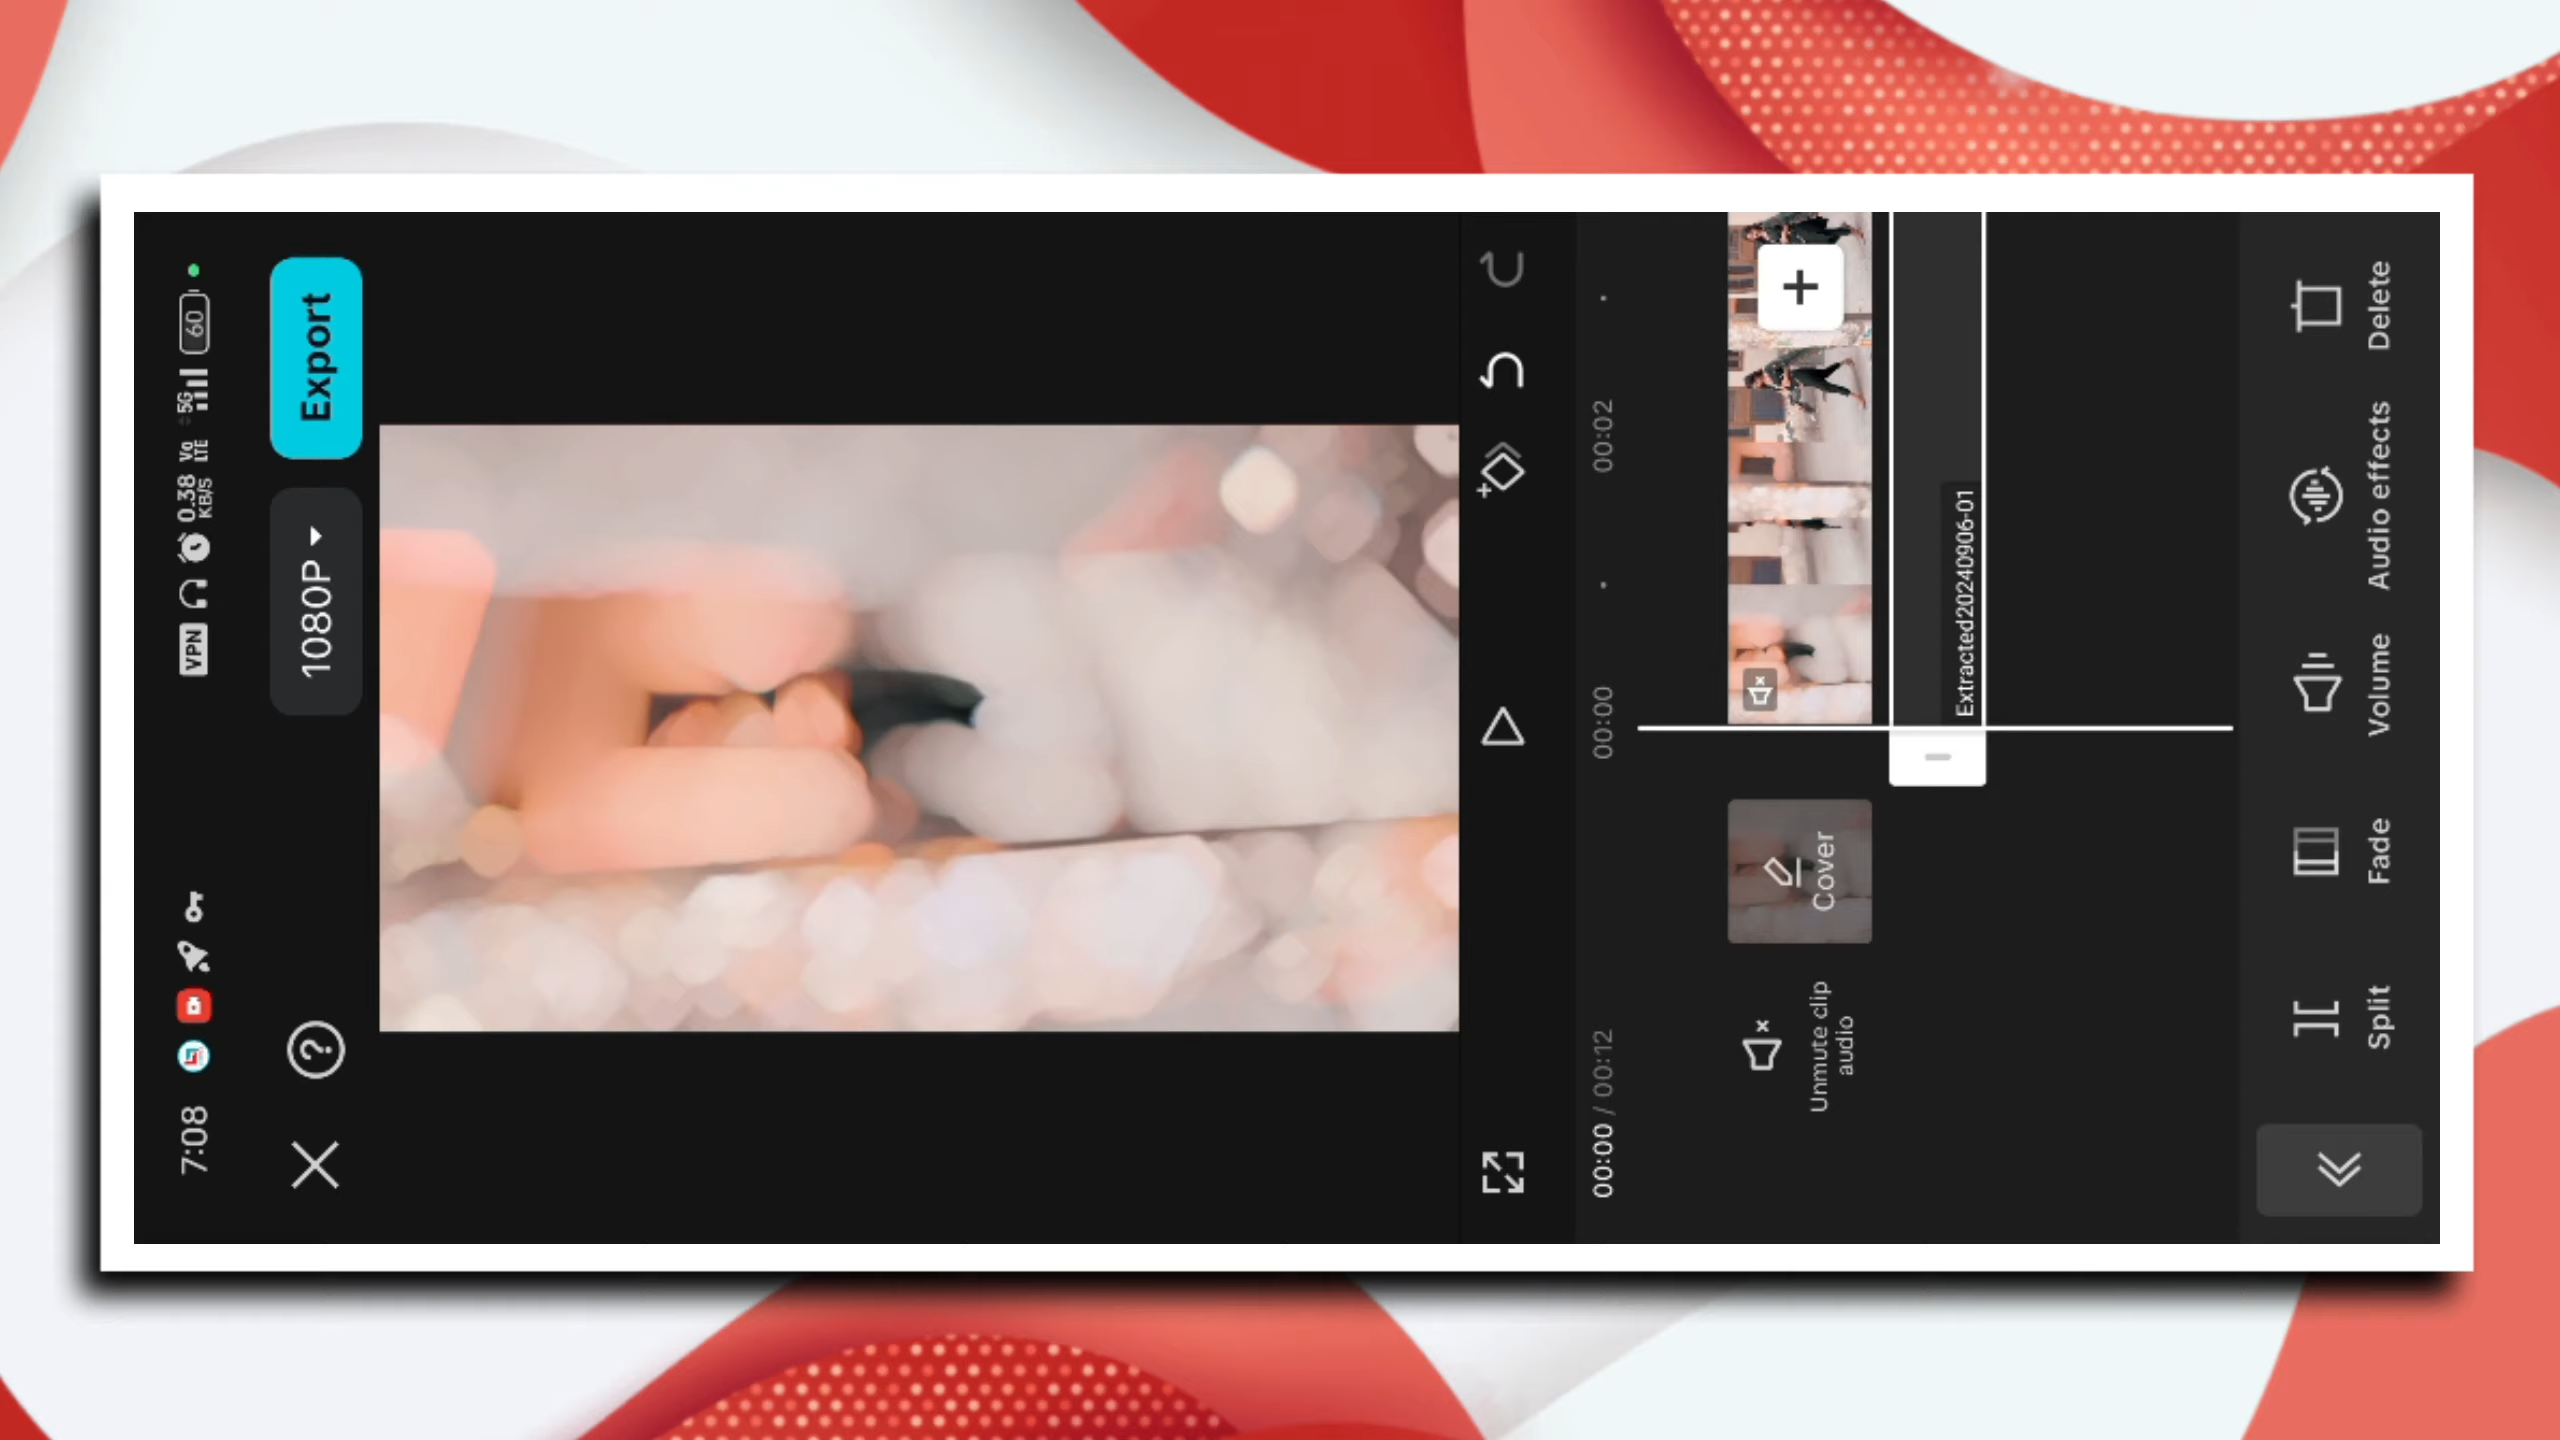 7:08
VPN
0.38 KB/S
Vo LTE
5G
60
1080P
Export
00:00 / 00:12
00:00
00:02
Unmute clip
audio
Cover
Extracted20240906-01
Split
Fade
Volume
Audio effects
Delete